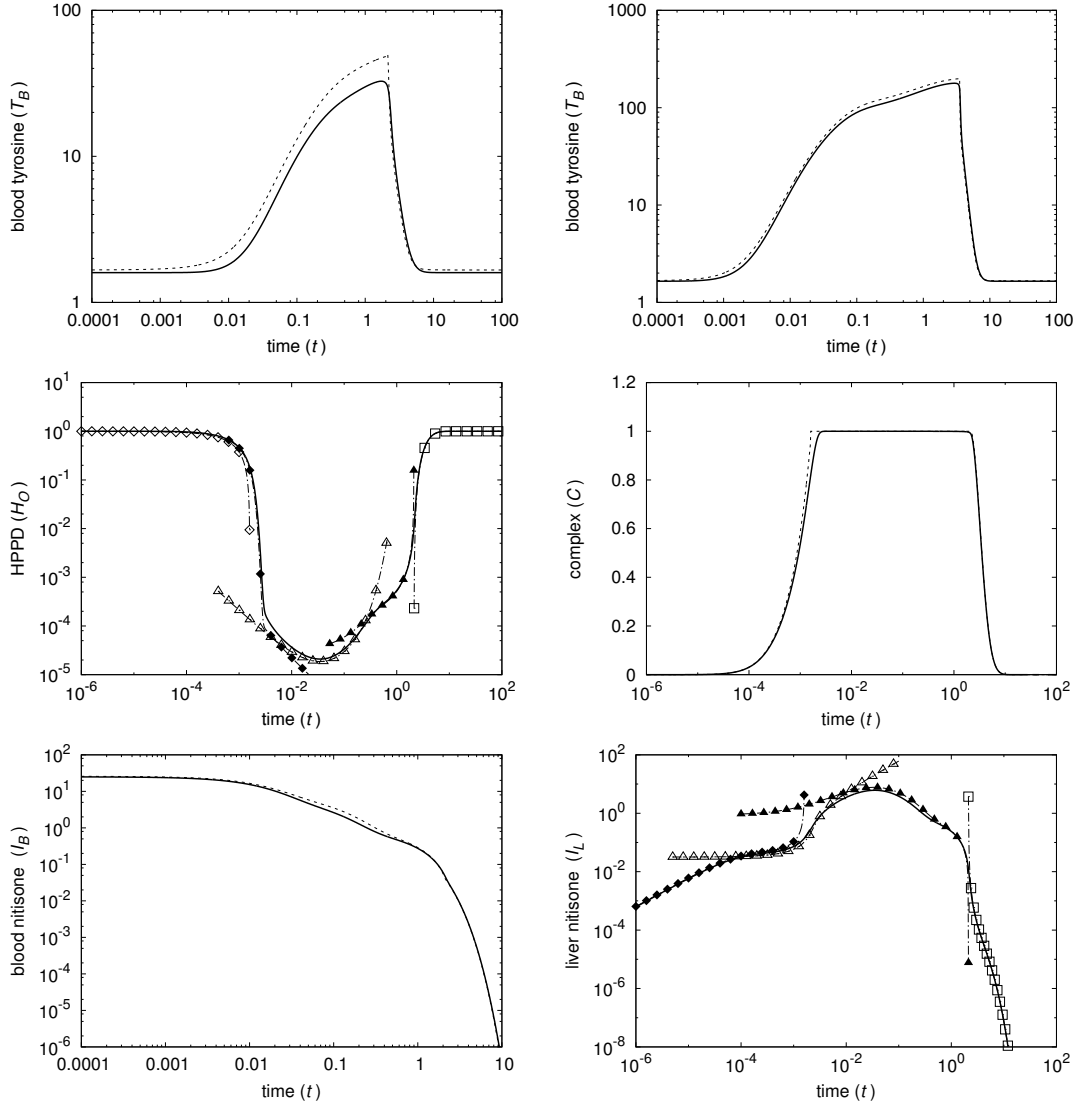 blood tyrosine (T_B)
100
10
1
0.0001 0.001 0.01 0.1 1 10 100
time (t)
blood tyrosine (T_B)
1000
100
10
1
0.0001 0.001 0.01 0.1 1 10 100
time (t)
HPPD (H_O)
10^1
10^0
10^-1
10^-2
10^-3
10^-4
10^-5
10^-6 10^-4 10^-2 10^0 10^2
time (t)
complex (C)
1.2
1
0.8
0.6
0.4
0.2
0
10^-6 10^-4 10^-2 10^0 10^2
time (t)
blood nitisone (I_B)
10^2
10^1
10^0
10^-1
10^-2
10^-3
10^-4
10^-5
10^-6
0.0001 0.001 0.01 0.1 1 10
time (t)
liver nitisone (I_L)
10^2
10^0
10^-2
10^-4
10^-6
10^-8
10^-6 10^-4 10^-2 10^0 10^2
time (t)